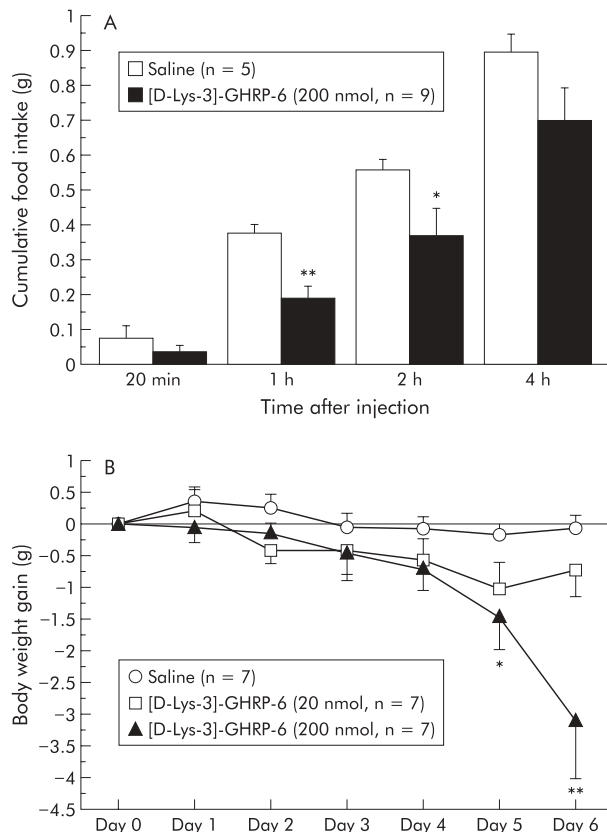 A
Saline (n = 5)
[D-Lys-3]-GHRP-6 (200 nmol, n = 9)
Cumulative food intake (g)
1
0.9
0.8
0.7
0.6
0.5
0.4
0.3
0.2
0.1
0
**
*
20 min 1 h 2 h 4 h
Time after injection
B
Body weight gain (g)
1
0.5
0
−0.5
−1
−1.5
−2
−2.5
−3
−3.5
−4
−4.5
*
**
Saline (n = 7)
[D-Lys-3]-GHRP-6 (20 nmol, n = 7)
[D-Lys-3]-GHRP-6 (200 nmol, n = 7)
Day 0 Day 1 Day 2 Day 3 Day 4 Day 5 Day 6